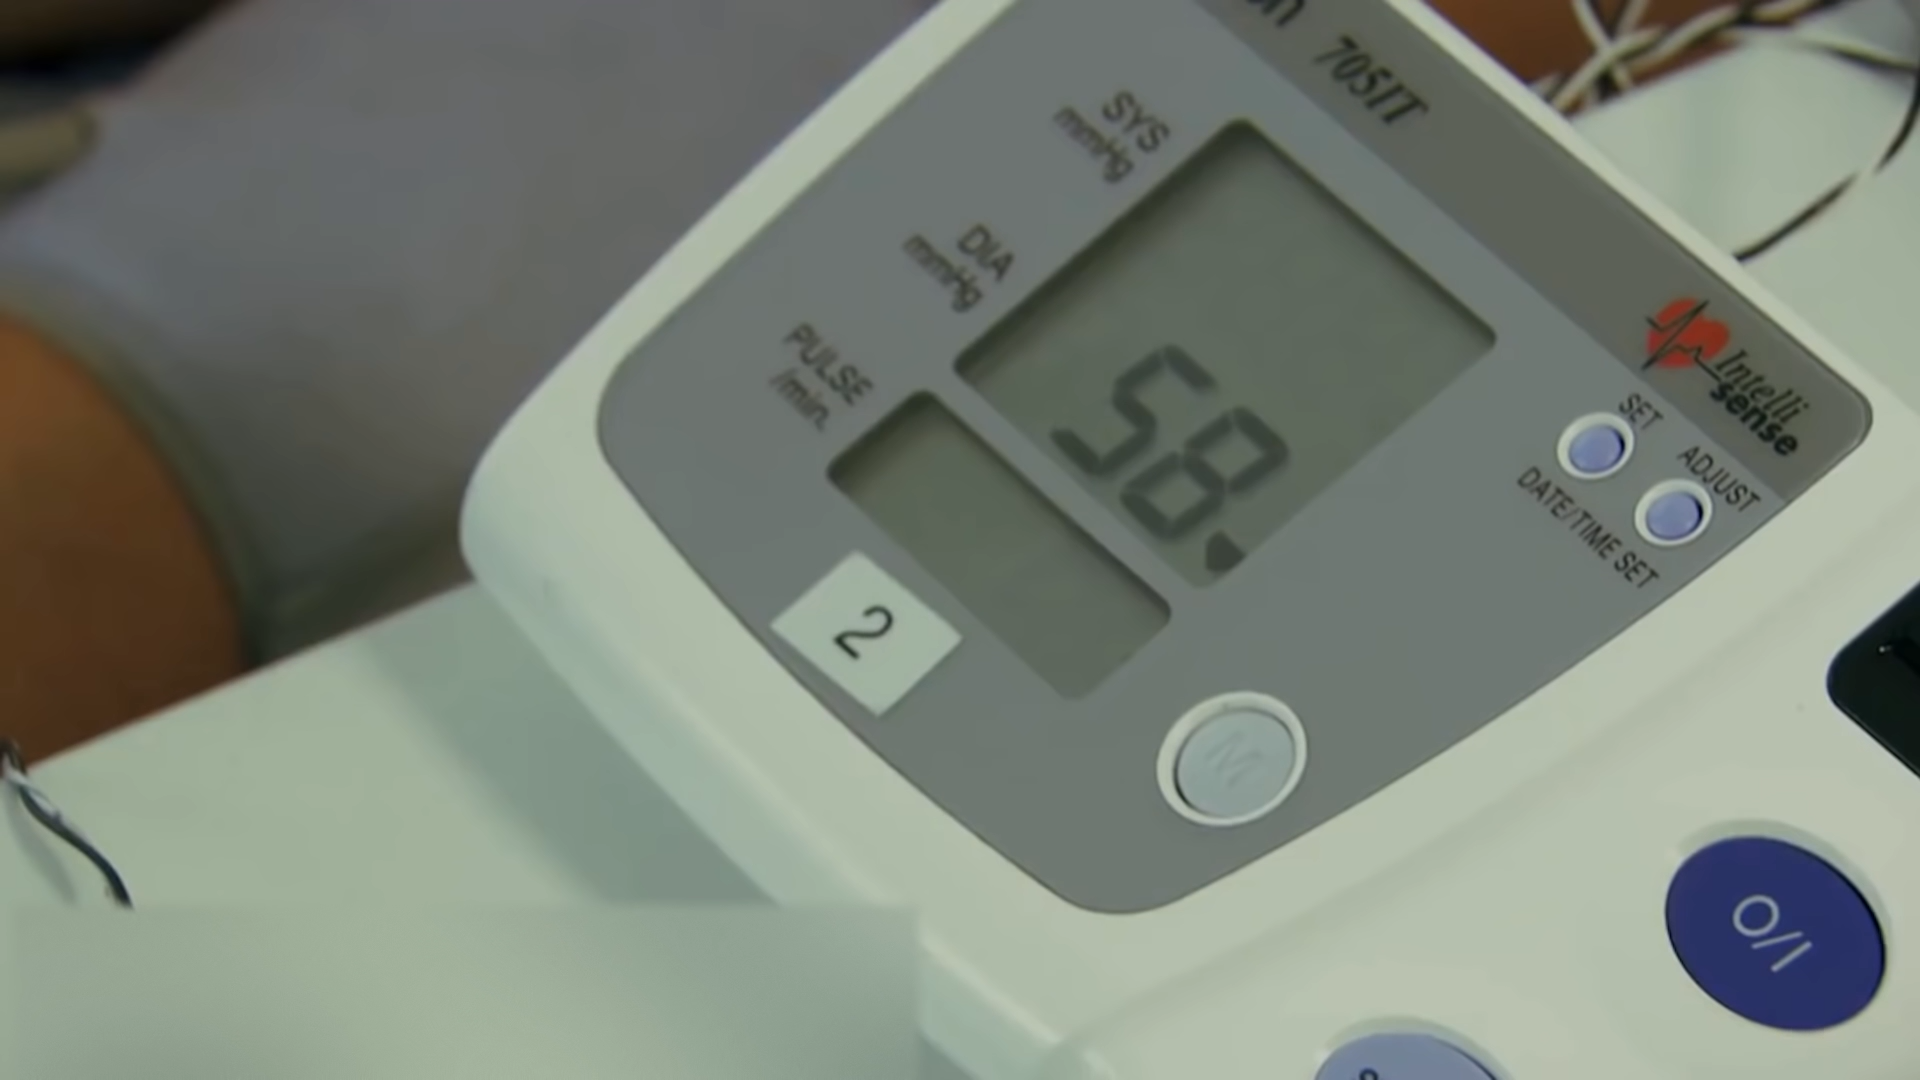 705IT
SYS
mmHg
DIA
mmHg
PULSE
/min.
58
Intelli
sense
SET
ADJUST
DATE/TIME SET
2
M
O/I